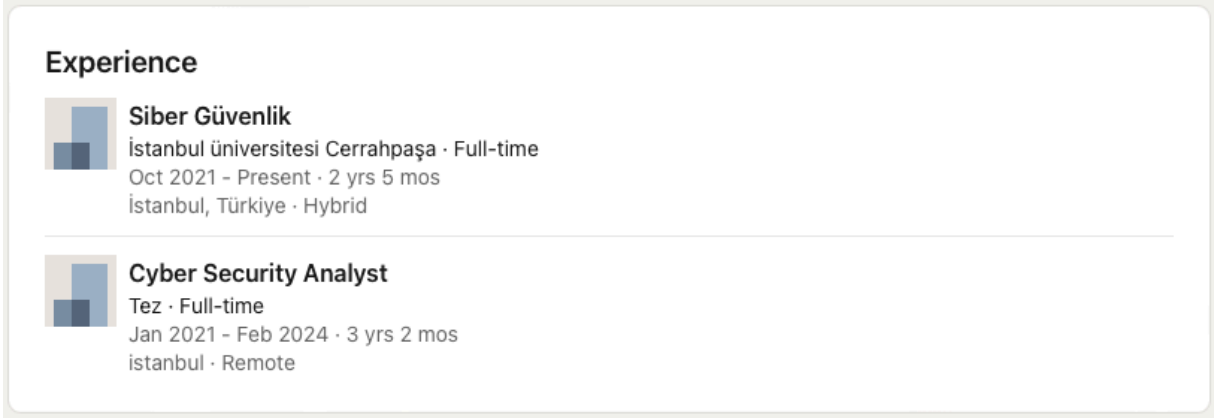 Experience
Siber Güvenlik
İstanbul üniversitesi Cerrahpaşa · Full-time
Oct 2021 - Present · 2 yrs 5 mos
İstanbul, Türkiye · Hybrid
Cyber Security Analyst
Tez · Full-time
Jan 2021 - Feb 2024 · 3 yrs 2 mos
istanbul · Remote